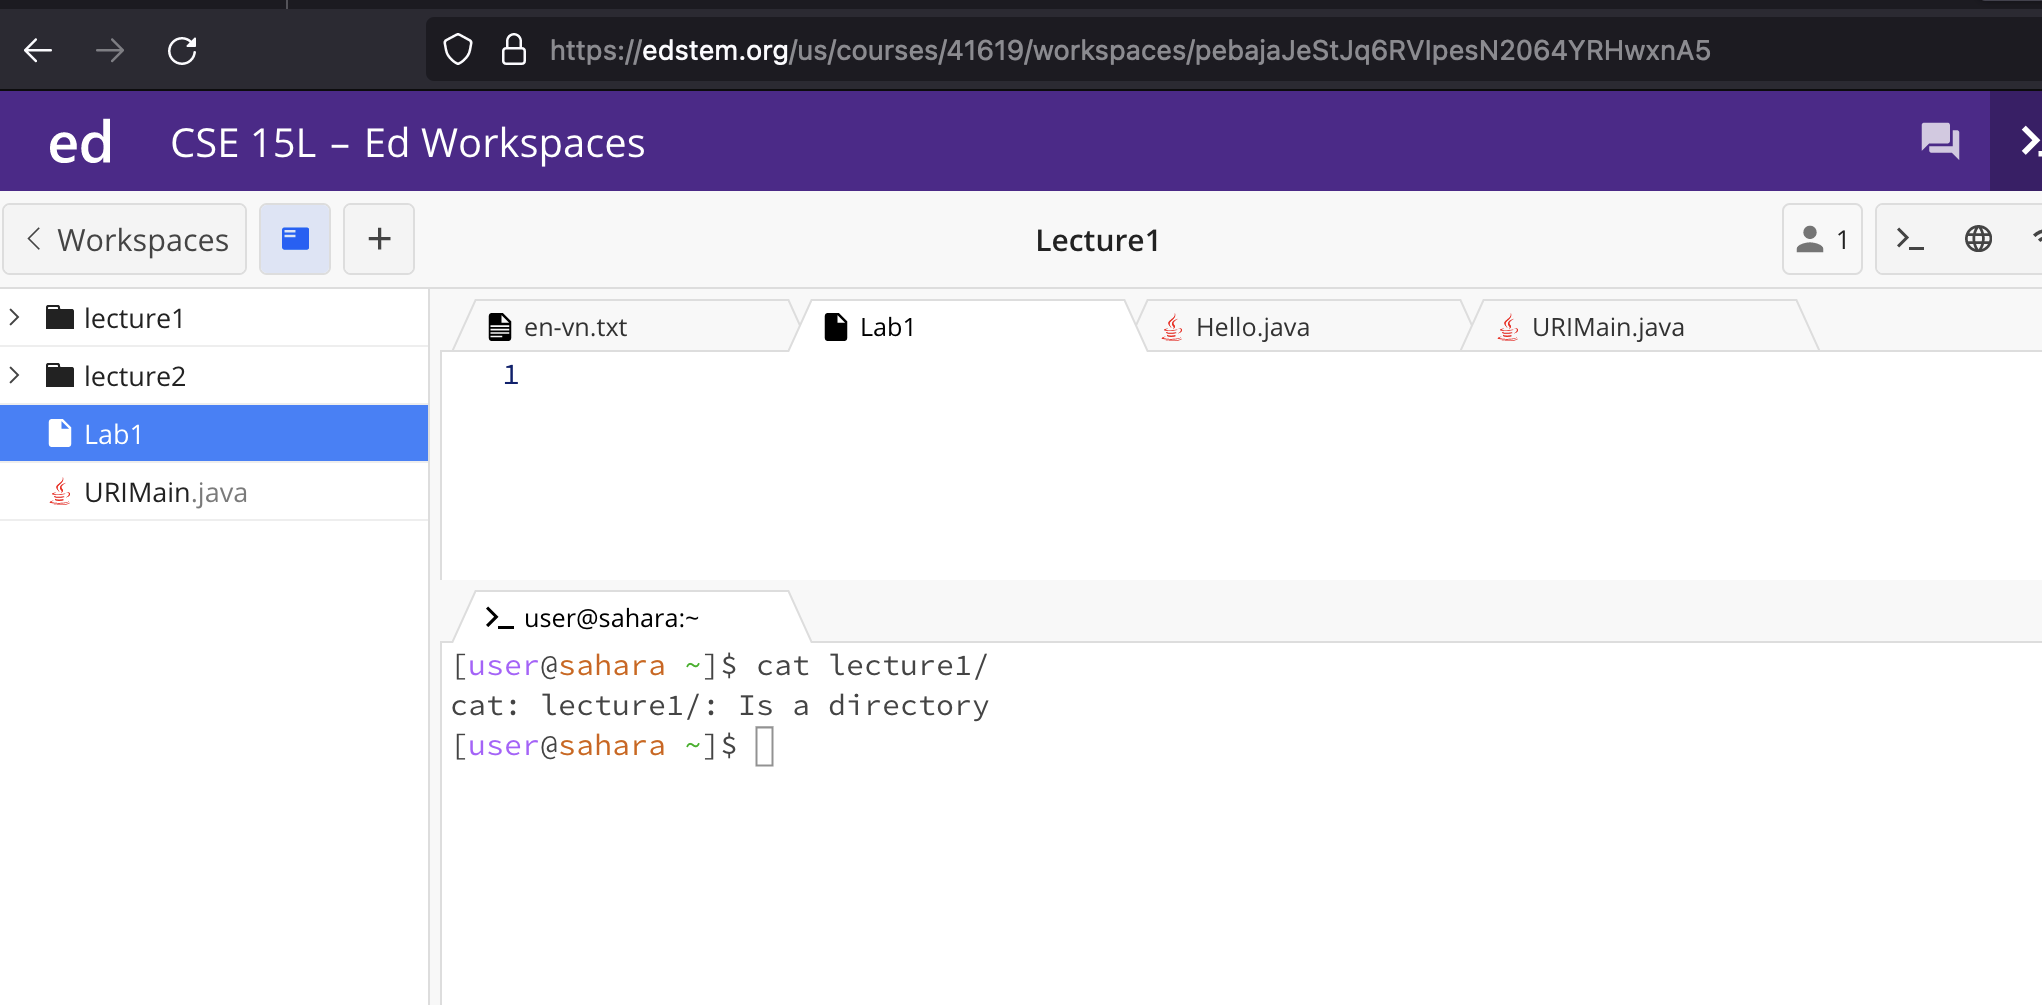 https://edstem.org/us/courses/41619/workspaces/pebajaJeStJq6RVIpesN2064YRHwxnA5
ed CSE 15L – Ed Workspaces
Workspaces + Lecture1 1 >_
lecture1
lecture2
Lab1
URIMain.java
en-vn.txt Lab1 Hello.java URIMain.java
1
>_ user@sahara:~
[user@sahara ~]$ cat lecture1/
cat: lecture1/: Is a directory
[user@sahara ~]$